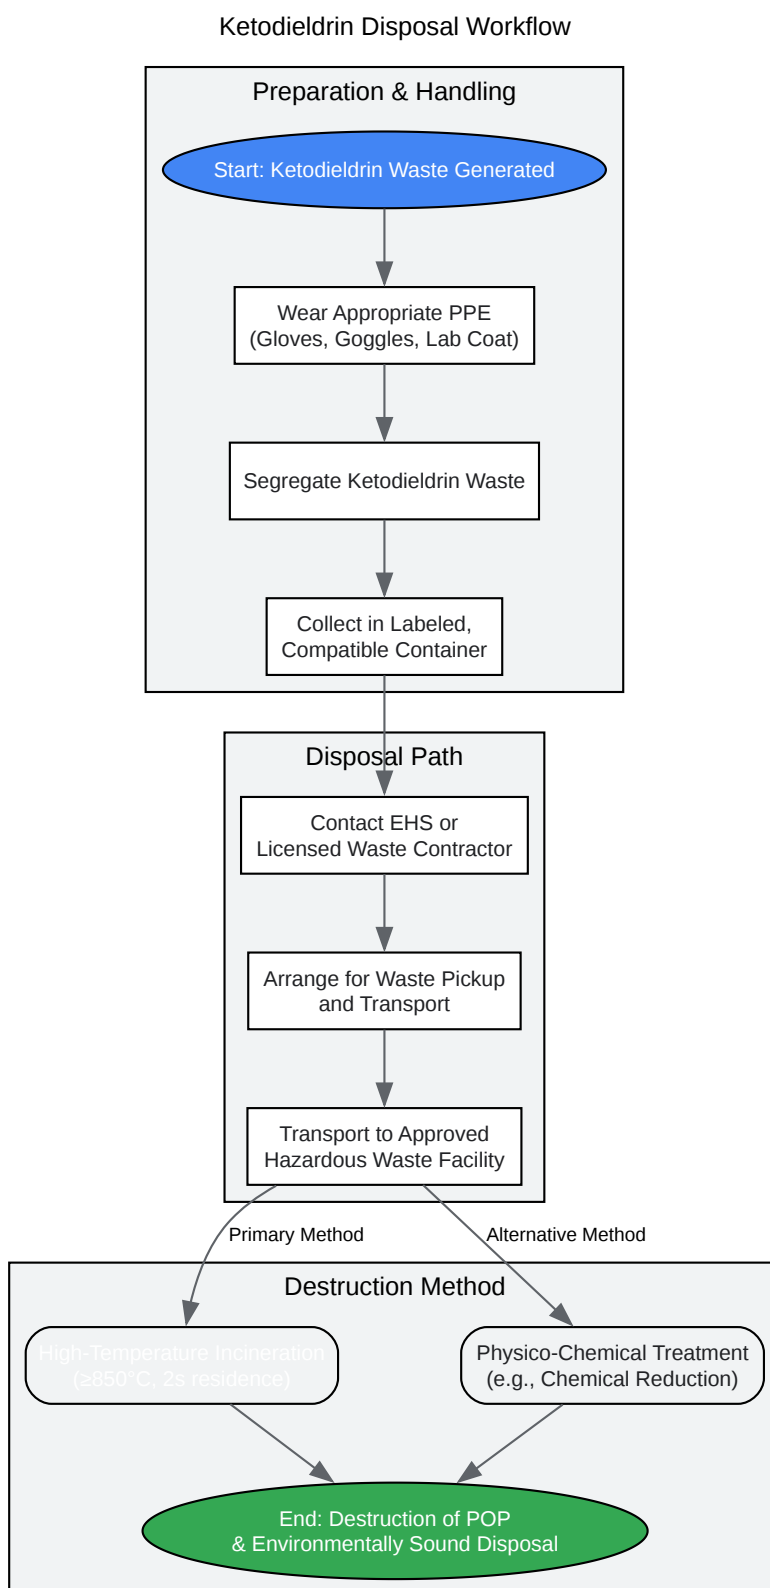 Ketodieldrin Disposal Workflow
Preparation & Handling
Start: Ketodieldrin Waste Generated
Wear Appropriate PPE
(Gloves, Goggles, Lab Coat)
Segregate Ketodieldrin Waste
Collect in Labeled,
Compatible Container
Disposal Path
Contact EHS or
Licensed Waste Contractor
Arrange for Waste Pickup
and Transport
Transport to Approved
Hazardous Waste Facility
Primary Method
Alternative Method
Destruction Method
High-Temperature Incineration
(≥850°C, 2s residence)
Physico-Chemical Treatment
(e.g., Chemical Reduction)
End: Destruction of POP
& Environmentally Sound Disposal